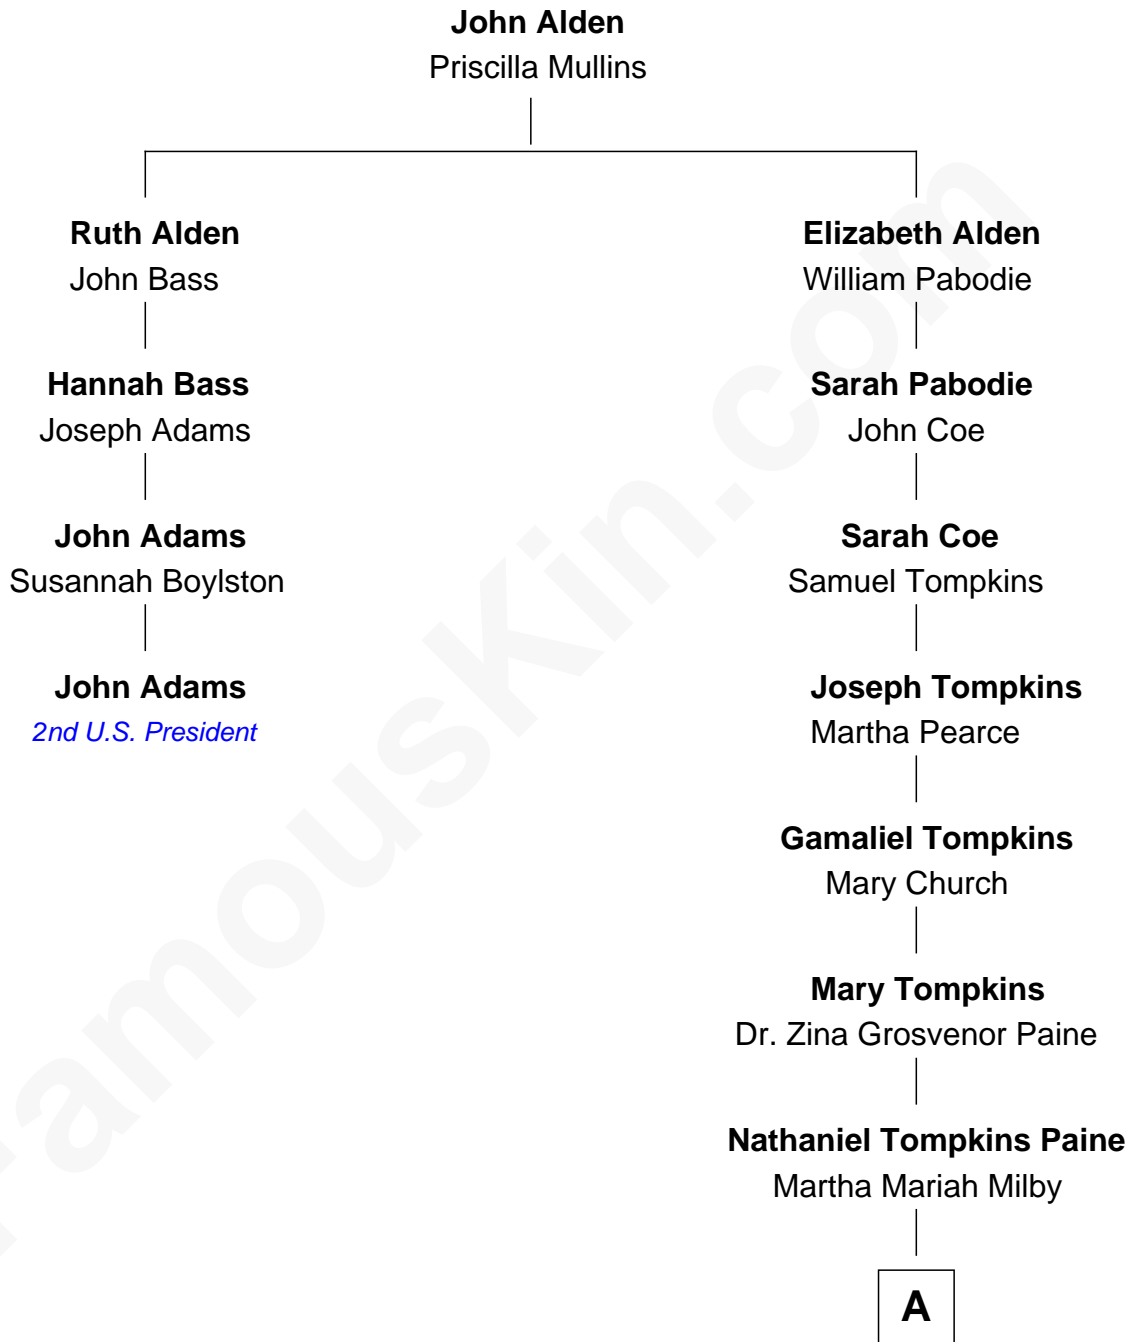 John Alden
Priscilla Mullins
Ruth Alden
John Bass
Elizabeth Alden
William Pabodie
Hannah Bass
Joseph Adams
Sarah Pabodie
John Coe
John Adams
Susannah Boylston
Sarah Coe
Samuel Tompkins
John Adams
2nd U.S. President
Joseph Tompkins
Martha Pearce
Gamaliel Tompkins
Mary Church
Mary Tompkins
Dr. Zina Grosvenor Paine
Nathaniel Tompkins Paine
Martha Mariah Milby
A
FamousKin.com